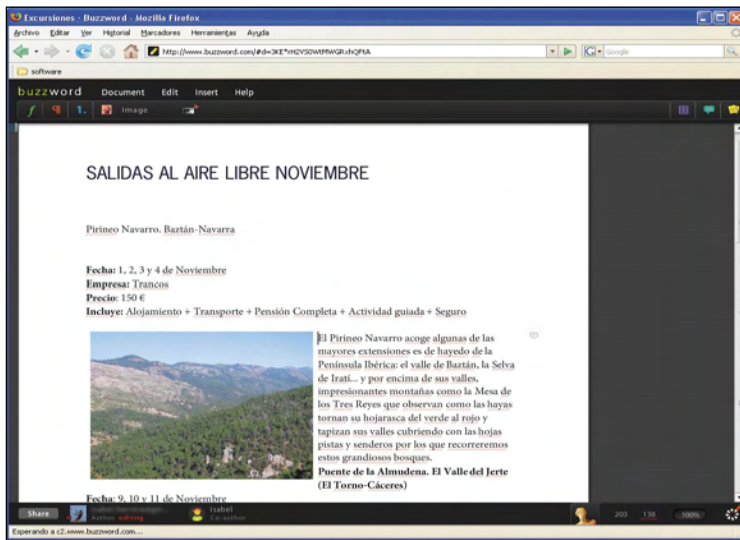 Excursiones - Buzzword - Mozilla Firefox
Archivo Editar Ver Historial Marcadores Herramientas Ayuda
Google
software
buzzword Document Edit Insert Help
f ¶ 1. Image
SALIDAS AL AIRE LIBRE NOVIEMBRE
Pirineo Navarro. Baztán-Navarra
Fecha: 1, 2, 3 y 4 de Noviembre
Empresa: Trancos
Precio: 150 €
Incluye: Alojamiento + Transporte + Pensión Completa + Actividad guiada + Seguro
El Pirineo Navarro acoge algunas de las
mayores extensiones es de hayedo de la
Península Ibérica: el valle de Baztán, la Selva
de Iratí... y por encima de sus valles,
impresionantes montañas como la Mesa de
los Tres Reyes que observan como las hayas
tornan su hojarasca del verde al rojo y
tapizan sus valles cubriendo con las hojas
pistas y senderos por los que recorreremos
estos grandiosos bosques.
Puente de la Almudena. El Valle del Jerte
(El Torno-Cáceres)
Fecha: 9, 10 y 11 de Noviembre
Share Author editing Isabel Co-author 203 138 100%
Esperando a c2.www.buzzword.com...